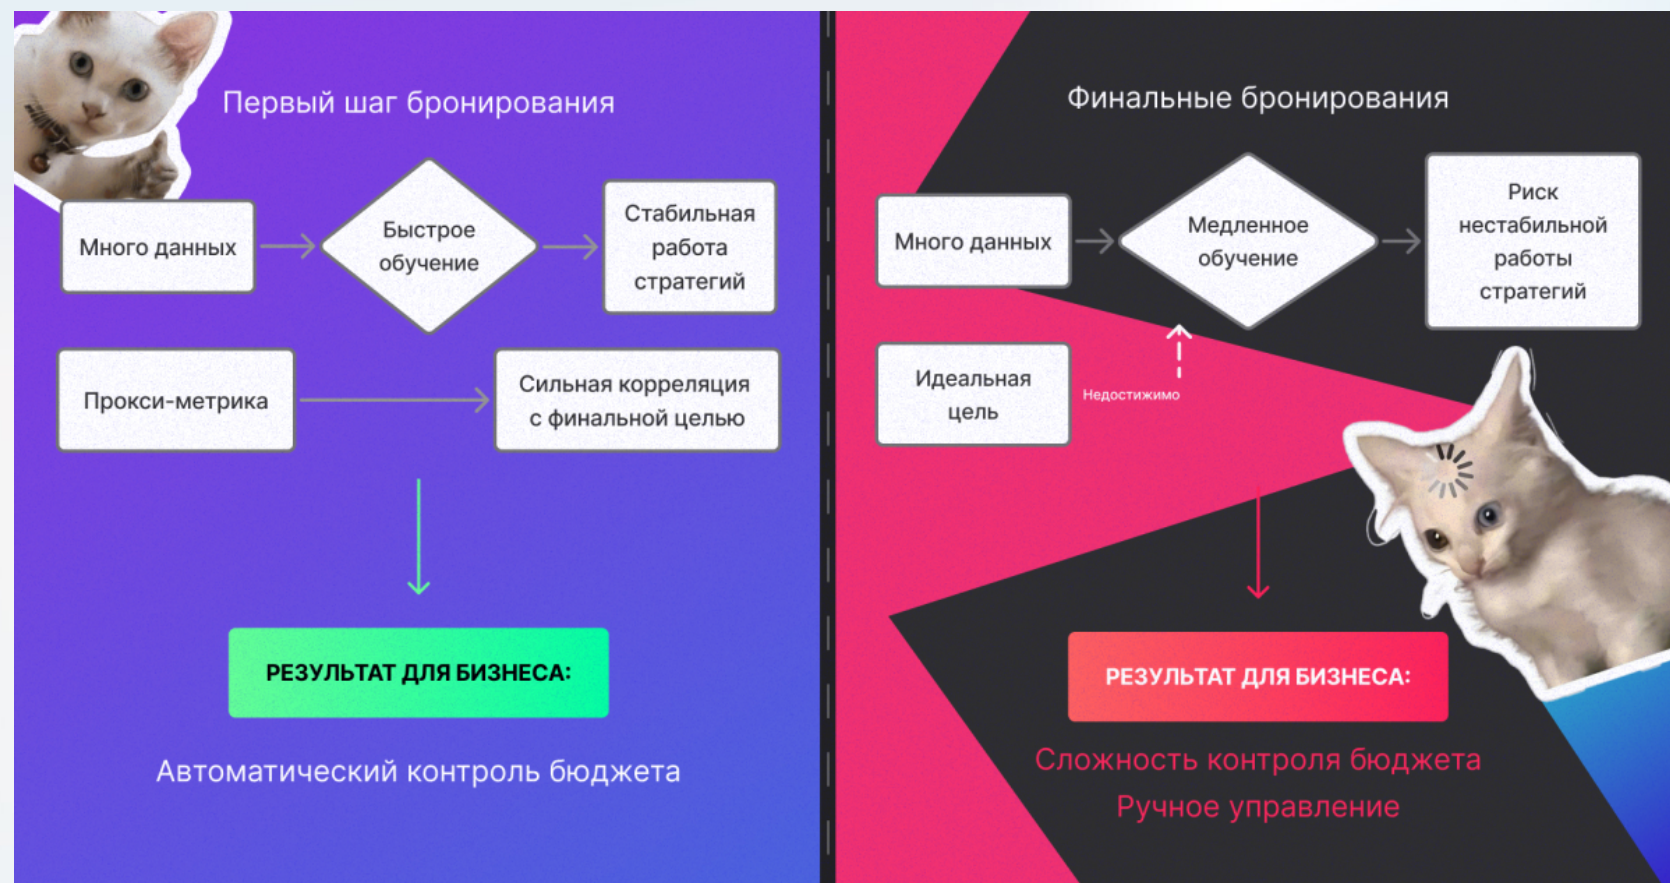 Первый шаг бронирования
Много данных
Быстрое
обучение
Стабильная
работа
стратегий
Прокси-метрика
Сильная корреляция
с финальной целью
РЕЗУЛЬТАТ ДЛЯ БИЗНЕСА:
Автоматический контроль бюджета
Финальные бронирования
Много данных
Медленное
обучение
Риск
нестабильной
работы
стратегий
Идеальная
цель
Недостижимо
РЕЗУЛЬТАТ ДЛЯ БИЗНЕСА:
Сложность контроля бюджета
Ручное управление